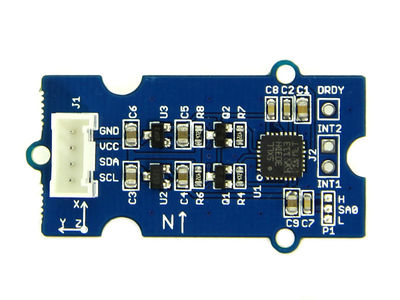 J1
GND
VCC
SDA
SCL
C6
U3
C5
R8
Q2
R7
C3
U2
C4
R6
Q1
R4
C8 C2 C1
DRDY
INT2
J2
INT1
U1
C9 C7
H
SA0
L
P1
X
Y
Z
N